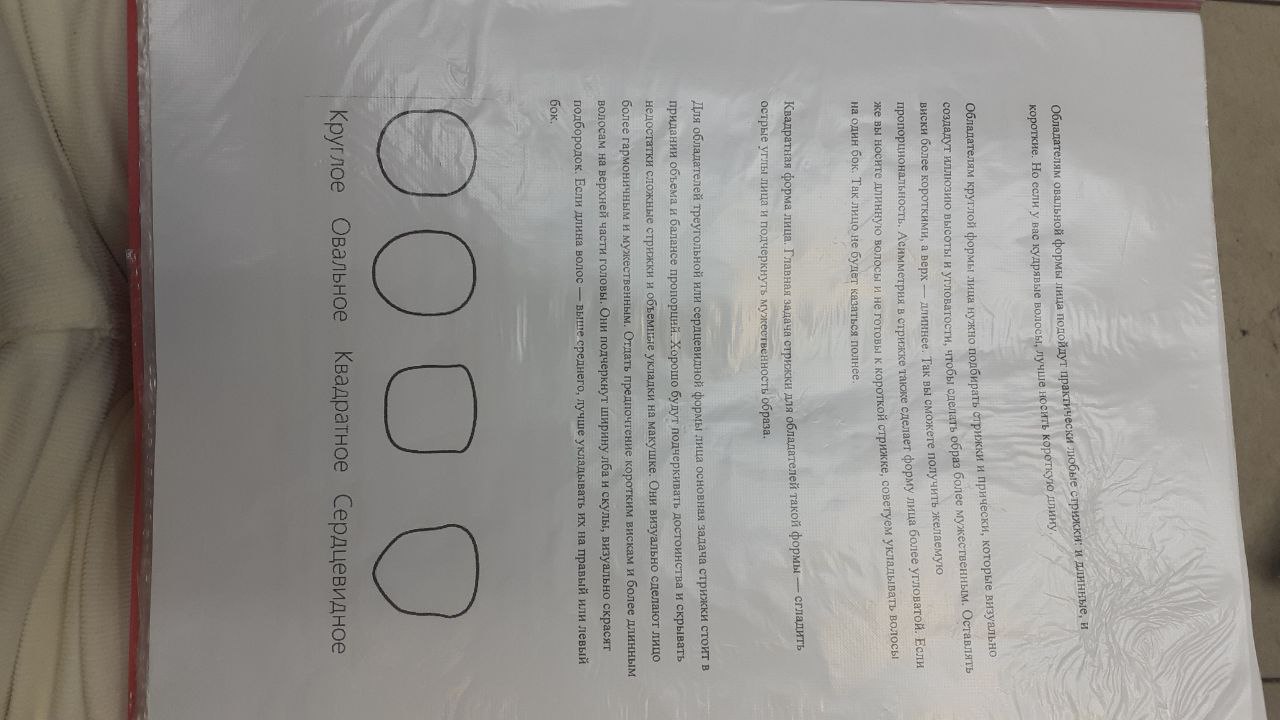 Обладателям овальной формы лица подойдут практически любые стрижки: и длинные, и
короткие. Но если у вас кудрявые волосы, лучше носить короткую длину.
Обладателям круглой формы лица нужно подбирать стрижки и прически, которые визуально
создадут иллюзию высоты и угловатости, чтобы сделать образ более мужественным. Оставлять
виски более короткими, а верх — длиннее. Так вы сможете получить желаемую
пропорциональность. Асимметрия в стрижке также сделает форму лица более угловатой. Если
же вы носите длинную волосы и не готовы к короткой стрижке, советуем укладывать волосы
на один бок. Так лицо не будет казаться полнее.
Квадратная форма лица. Главная задача стрижки для обладателей такой формы — сгладить
острые углы лица и подчеркнуть мужественность образа.
Для обладателей треугольной или сердцевидной формы лица основная задача стрижки стоит в
придании объема и балансе пропорций. Хорошо будут подчеркивать достоинства и скрывать
недостатки сложные стрижки и объемные укладки на макушке. Они визуально сделают лицо
более гармоничным и мужественным. Отдать предпочтение коротким вискам и более длинным
волосам на верхней части головы. Они подчеркнут ширину лба и скулы, визуально скрасят
подбородок. Если длина волос — выше среднего, лучше укладывать их на правый или левый
бок.
Круглое Овальное Квадратное Сердцевидное